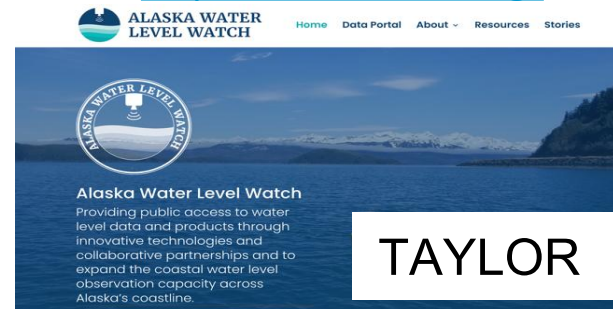 ALASKA WATER
LEVEL WATCH
Home Data Portal About Resources Stories
ALASKA WATER LEVEL WATCH
Alaska Water Level Watch
Providing public access to water
level data and products through
innovative technologies and
collaborative partnerships and to
expand the coastal water level
observation capacity across
Alaska's coastline.
TAYLOR